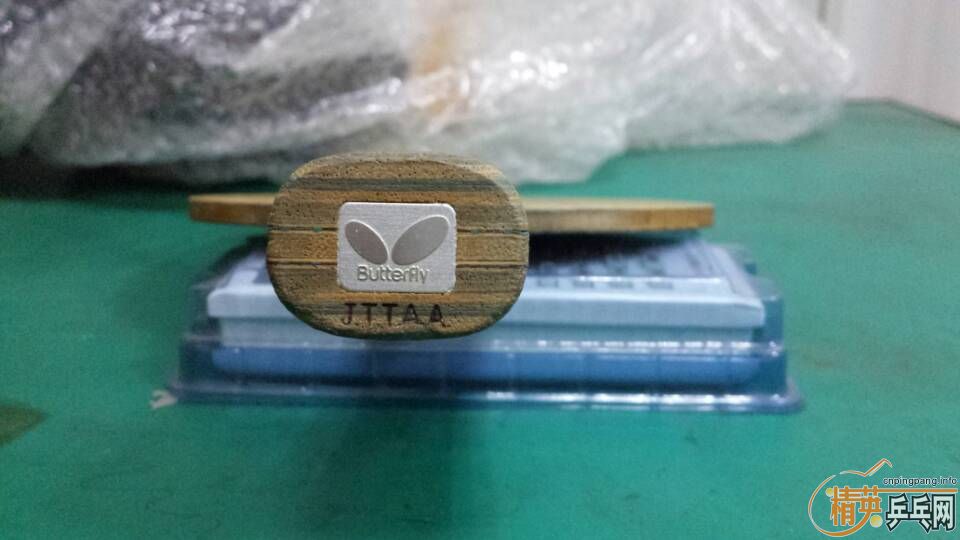 Butterfly
JTTAA
cnpingpang.info
精英
乒乓网